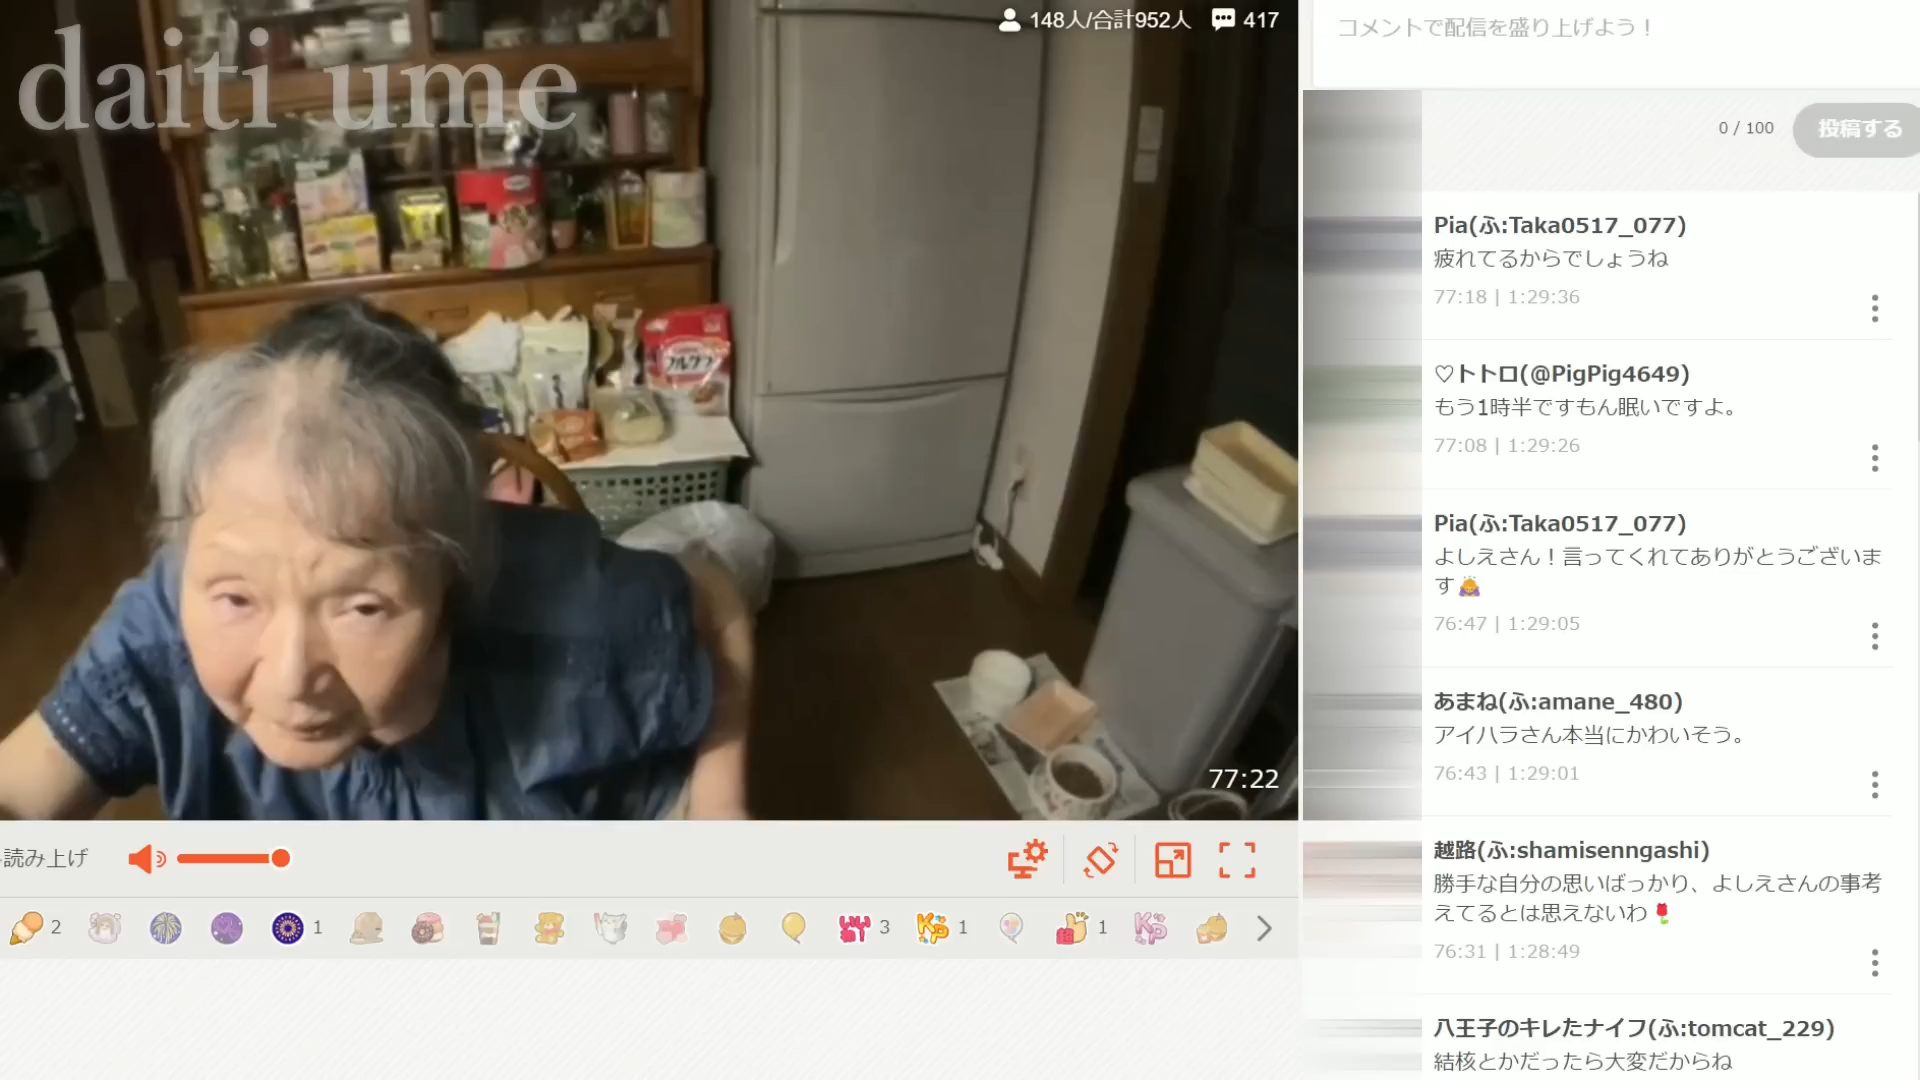 daiti ume
148人/合計952人 417
フルグラ
77:22
読み上げ
2
1
3
1
1
コメントで配信を盛り上げよう！
0 / 100
投稿する
Pia(ふ:Taka0517_077)
疲れてるからでしょうね
77:18 | 1:29:36
♡トトロ(@PigPig4649)
もう1時半ですもん眠いですよ。
77:08 | 1:29:26
Pia(ふ:Taka0517_077)
よしえさん！言ってくれてありがとうございま
す🙇
76:47 | 1:29:05
あまね(ふ:amane_480)
アイハラさん本当にかわいそう。
76:43 | 1:29:01
越路(ふ:shamisenngashi)
勝手な自分の思いばっかり、よしえさんの事考
えてるとは思えないわ🌹
76:31 | 1:28:49
八王子のキレたナイフ(ふ:tomcat_229)
結核とかだったら大変だからね